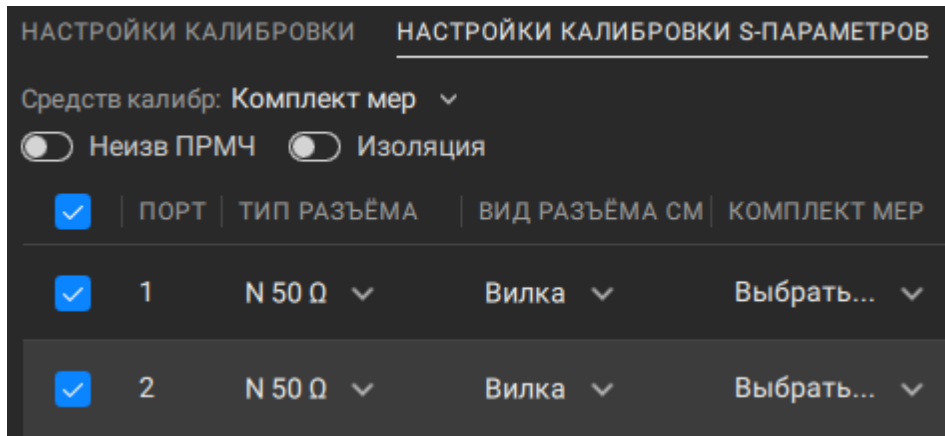 НАСТРОЙКИ КАЛИБРОВКИ НАСТРОЙКИ КАЛИБРОВКИ S-ПАРАМЕТРОВ
Средств калибр: Комплект мер
Неизв ПРМЧ Изоляция
ПОРТ ТИП РАЗЪЁМА ВИД РАЗЪЁМА СМ КОМПЛЕКТ МЕР
1 N 50 Ω Вилка Выбрать...
2 N 50 Ω Вилка Выбрать...